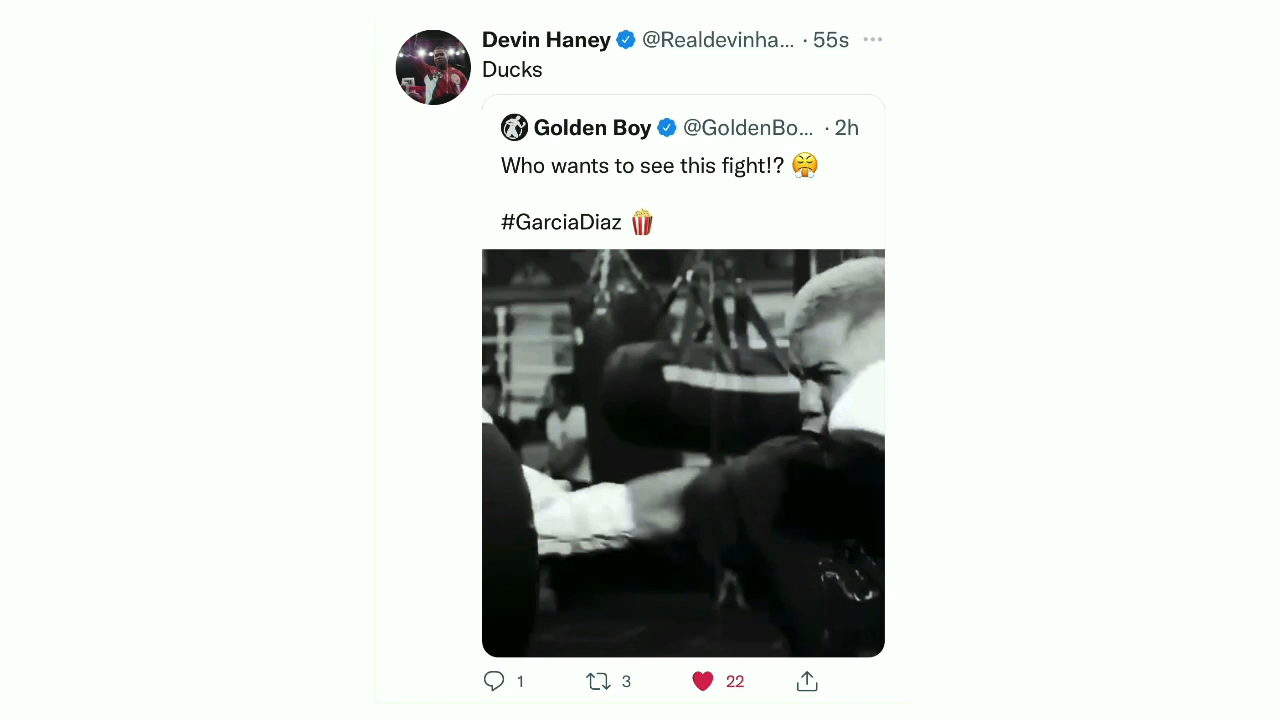 Devin Haney @Realdevinha... · 55s ···
Ducks
Golden Boy @GoldenBo... · 2h
Who wants to see this fight!? 😤
#GarciaDiaz 🍿
1 3 22